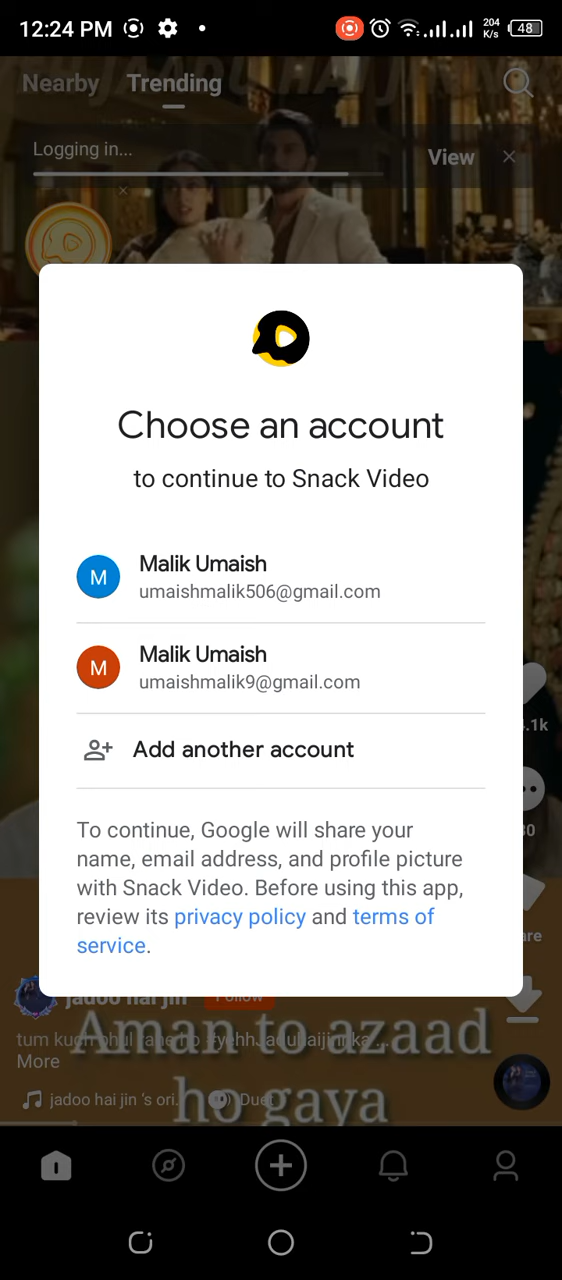 12:24 PM
204
K/s
48
Nearby Trending
Logging in...
View
Choose an account
to continue to Snack Video
M
Malik Umaish
umaishmalik506@gmail.com
M
Malik Umaish
umaishmalik9@gmail.com
Add another account
To continue, Google will share your
name, email address, and profile picture
with Snack Video. Before using this app,
review its privacy policy and terms of
service.
jadoo hai jin Follow
Aman to azaad
More
ho gaya
jadoo hai jin 's ori.
Duet